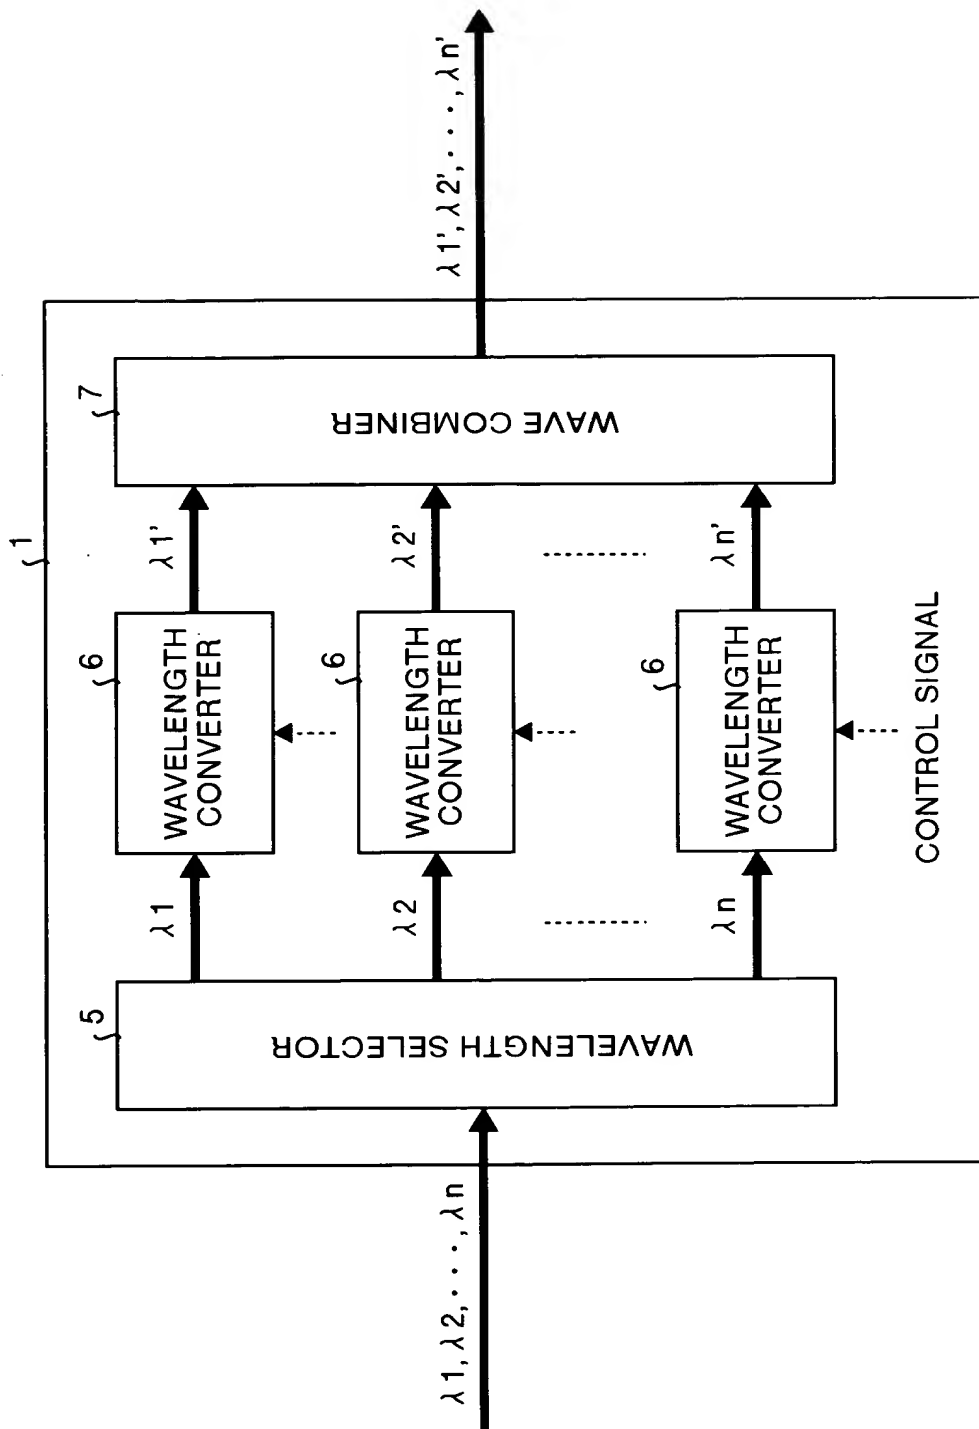 λ1, λ2, · · · , λn
1
5
WAVELENGTH SELECTOR
λ1
λ2
λn
6
WAVELENGTH
CONVERTER
6
WAVELENGTH
CONVERTER
6
WAVELENGTH
CONVERTER
CONTROL SIGNAL
λ1'
λ2'
λn'
7
WAVE COMBINER
λ1', λ2', · · · , λn'